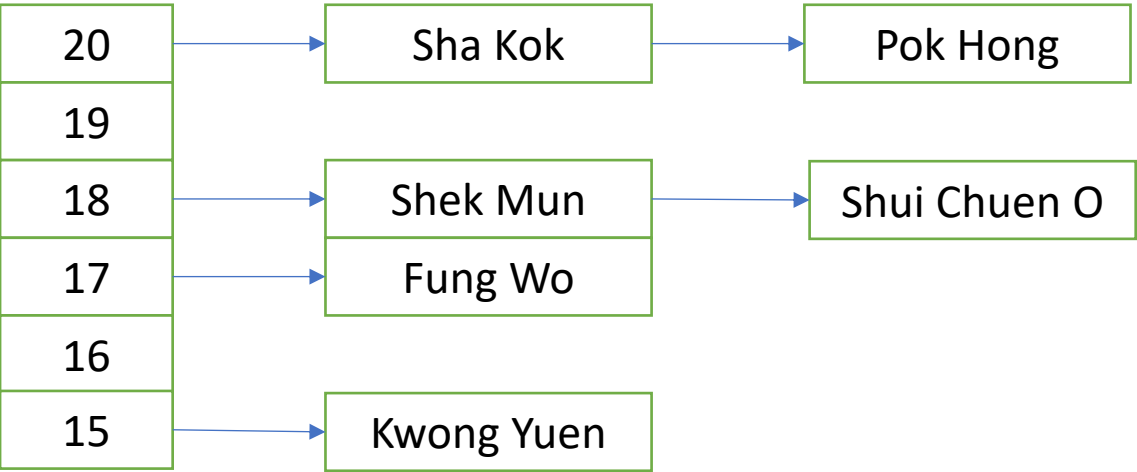 20 Sha Kok Pok Hong
19
18 Shek Mun Shui Chuen O
17 Fung Wo
16
15 Kwong Yuen